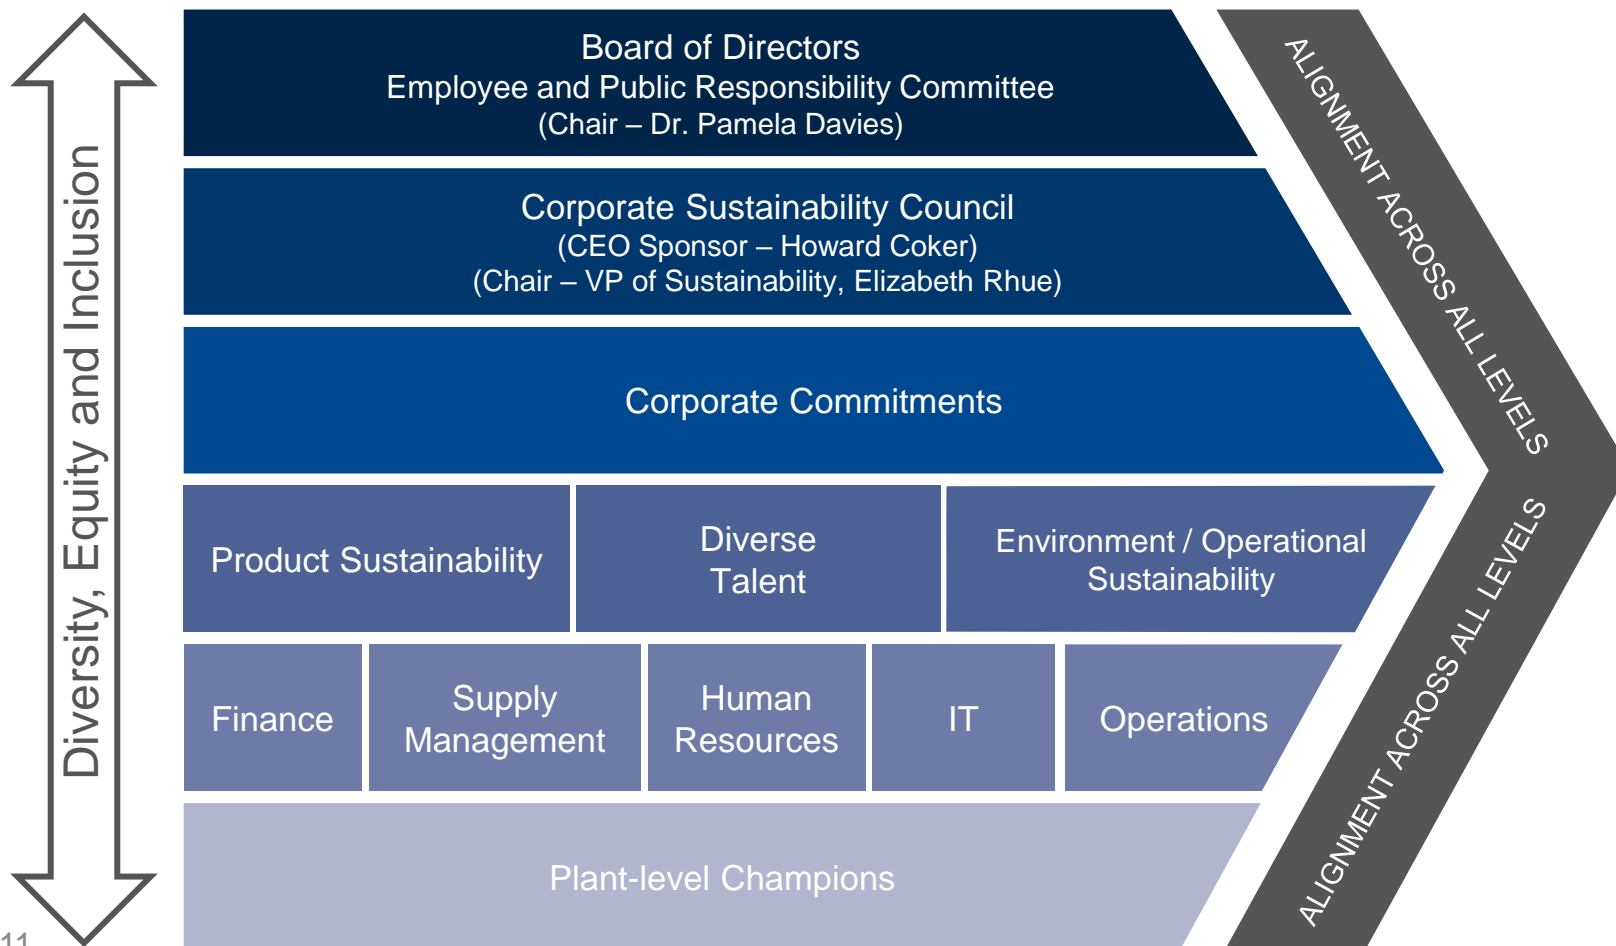 Diversity, Equity and Inclusion
Board of Directors
Employee and Public Responsibility Committee
(Chair – Dr. Pamela Davies)
Corporate Sustainability Council
(CEO Sponsor – Howard Coker)
(Chair – VP of Sustainability, Elizabeth Rhue)
Corporate Commitments
Product Sustainability
Diverse
Talent
Environment / Operational
Sustainability
Finance
Supply
Management
Human
Resources
IT
Operations
Plant-level Champions
ALIGNMENT ACROSS ALL LEVELS
ALIGNMENT ACROSS ALL LEVELS
11